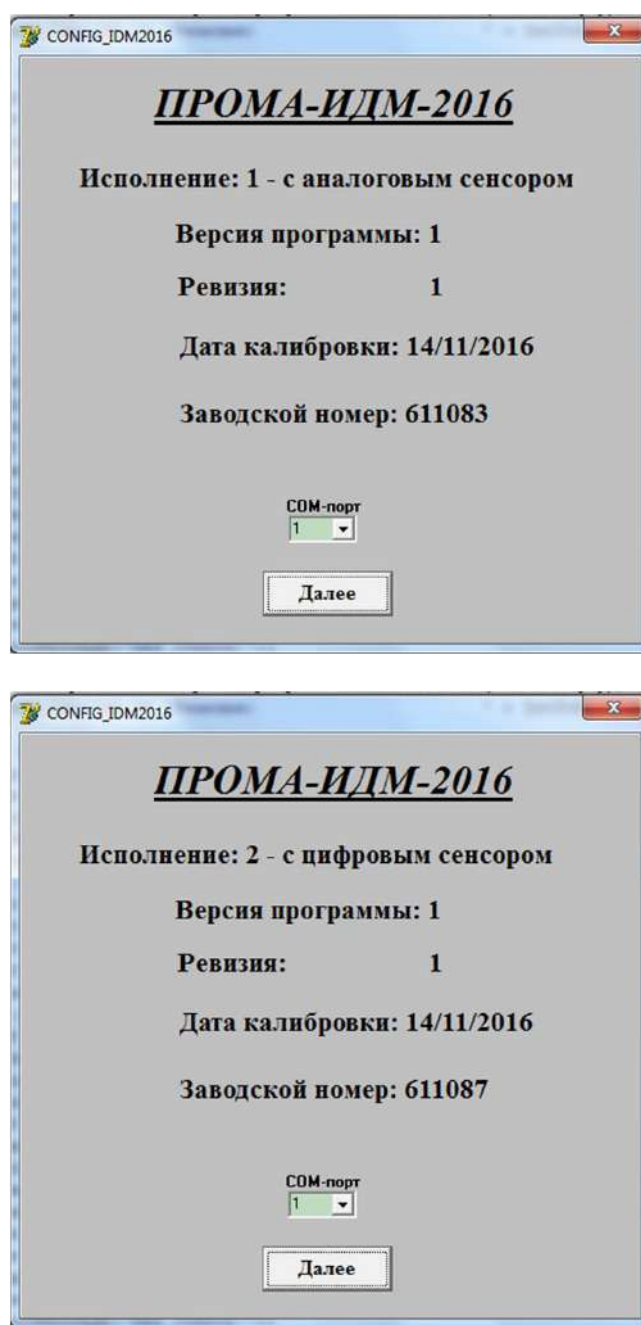 CONFIG_IDM2016
ПРОМА-ИДМ-2016
Исполнение: 1 - с аналоговым сенсором
Версия программы: 1
Ревизия: 1
Дата калибровки: 14/11/2016
Заводской номер: 611083
COM-порт
1
Далее
CONFIG_IDM2016
ПРОМА-ИДМ-2016
Исполнение: 2 - с цифровым сенсором
Версия программы: 1
Ревизия: 1
Дата калибровки: 14/11/2016
Заводской номер: 611087
COM-порт
1
Далее